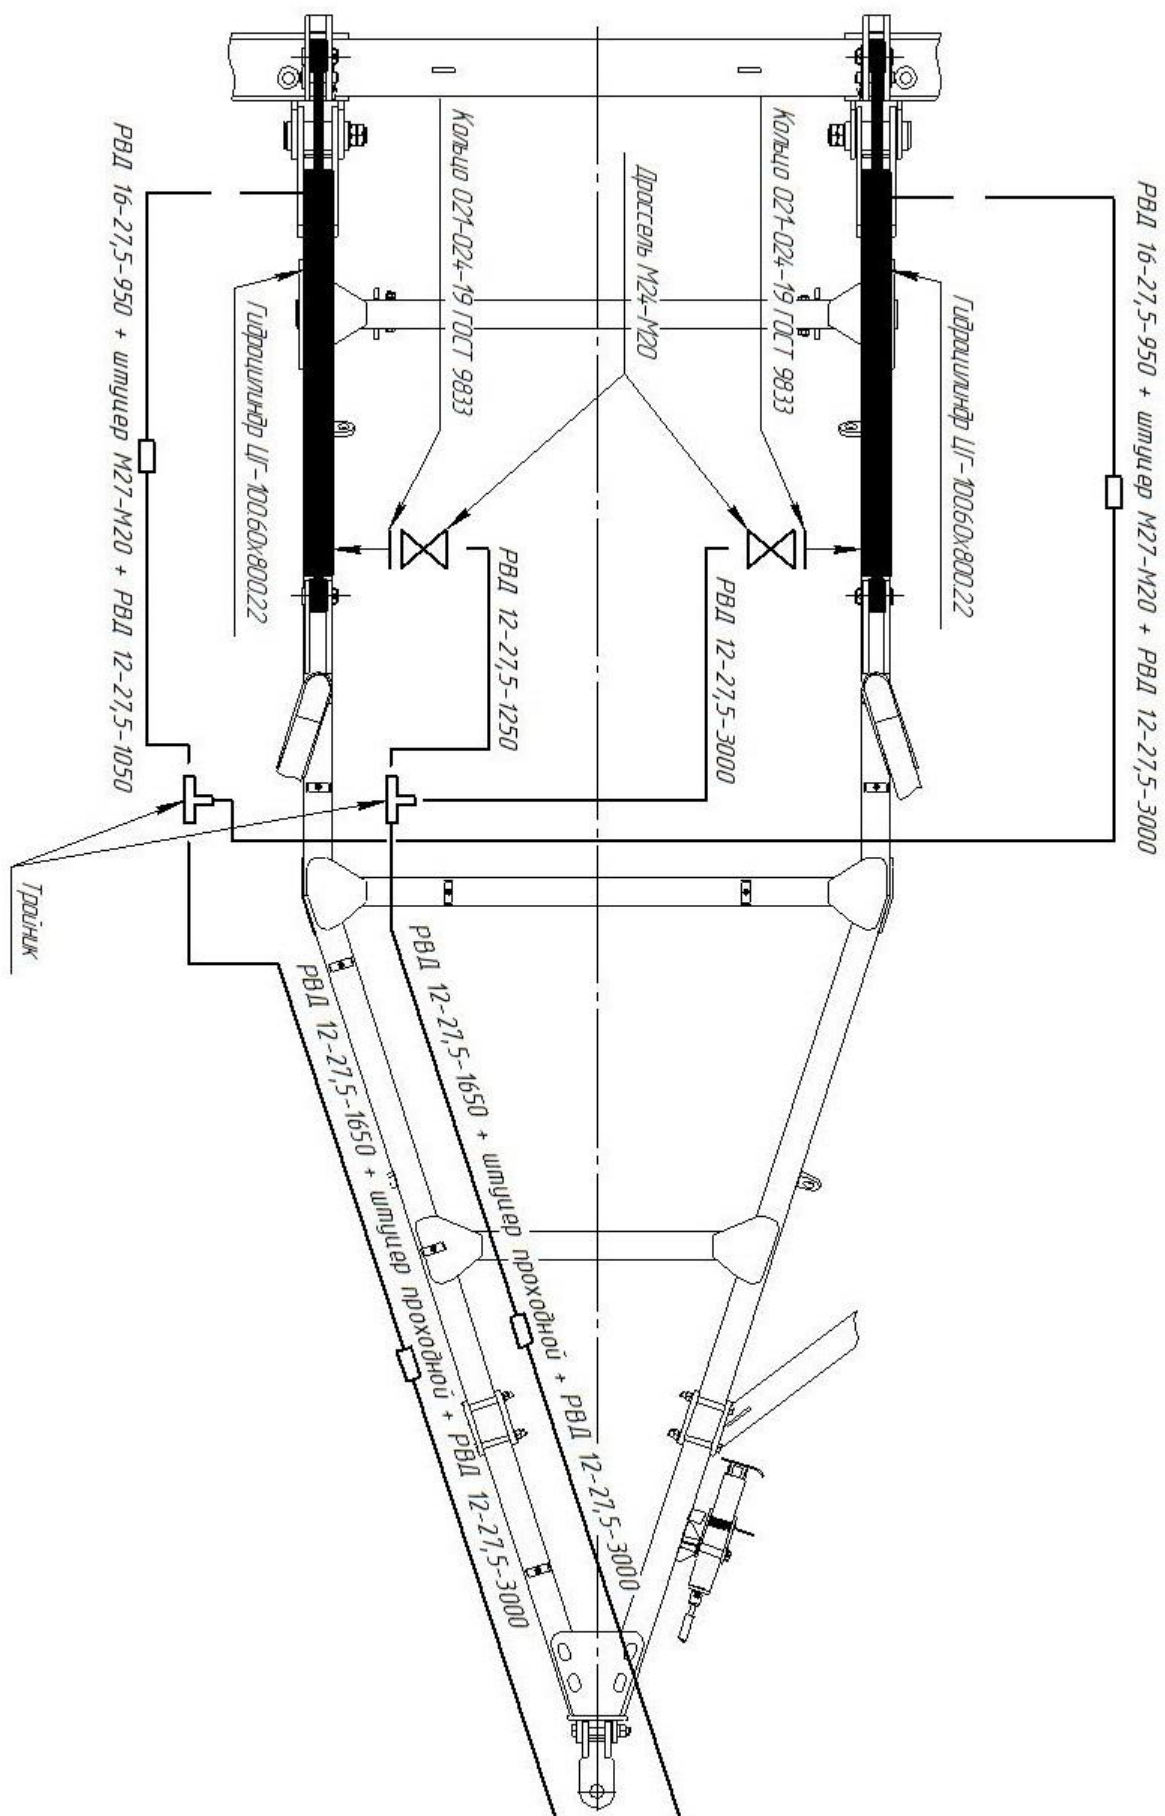 РВД 16-27,5-950 + штуцер М27-М20 + РВД 12-27,5-3000
Гидроцилиндр ЦГ-100.60х800.22
Кольцо 021-024-19 ГОСТ 9833
РВД 12-27,5-3000
Дроссель М24-М20
Кольцо 021-024-19 ГОСТ 9833
РВД 12-27,5-1250
РВД 12-27,5-1650 + штуцер проходной + РВД 12-27,5-3000
РВД 12-27,5-1650 + штуцер проходной + РВД 12-27,5-3000
Гидроцилиндр ЦГ-100.60х800.22
РВД 16-27,5-950 + штуцер М27-М20 + РВД 12-27,5-1050
Тройник